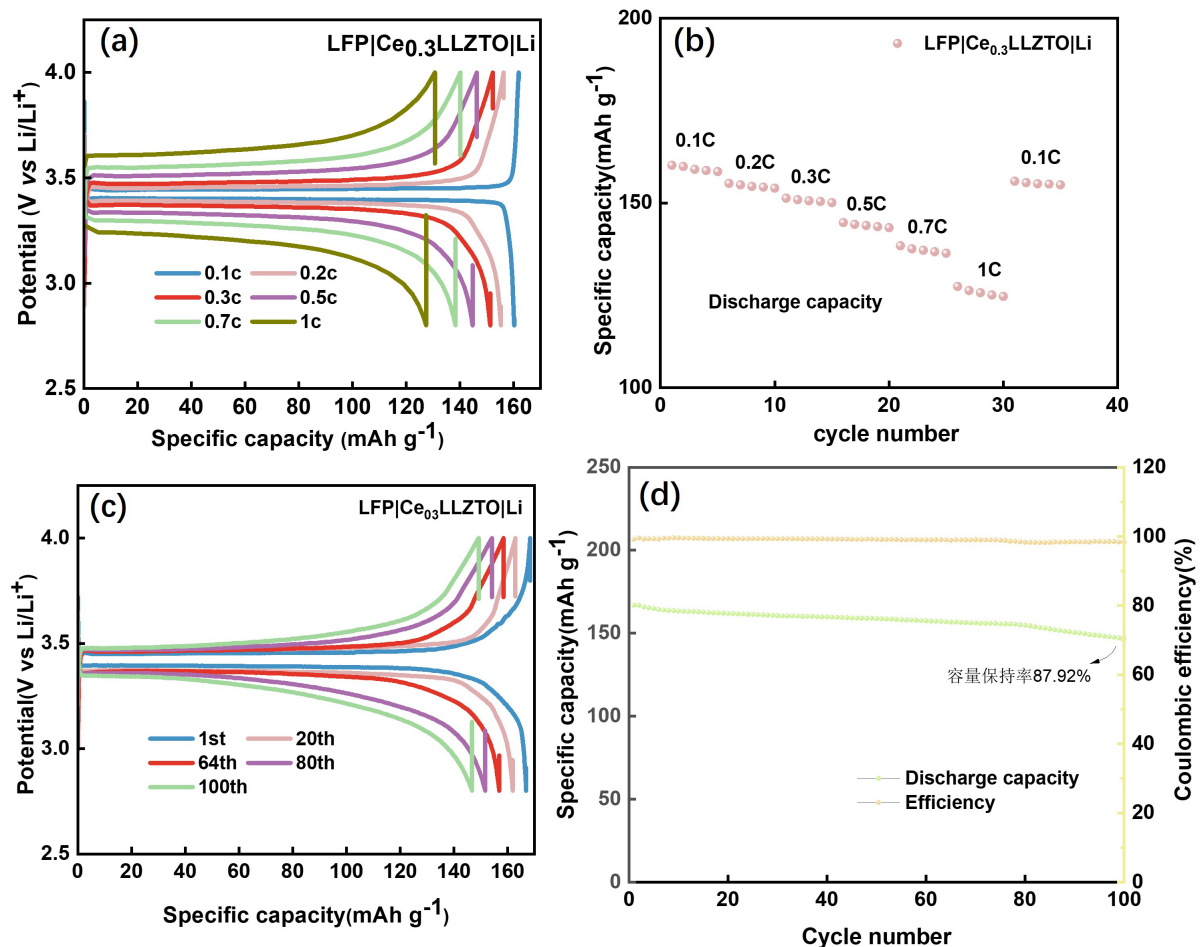 (a)
LFP|Ce0.3LLZTO|Li
4.0
3.5
3.0
2.5
Potential (V vs Li/Li+)
0.1c
0.2c
0.3c
0.5c
0.7c
1c
0 20 40 60 80 100 120 140 160
Specific capacity (mAh g-1)
(b)
LFP|Ce0.3LLZTO|Li
200
150
100
Specific capacity(mAh g-1)
0.1C
0.2C
0.3C
0.5C
0.7C
1C
0.1C
Discharge capacity
0 10 20 30 40
cycle number
(c)
LFP|Ce03LLZTO|Li
4.0
3.5
3.0
2.5
Potential(V vs Li/Li+)
1st
20th
64th
80th
100th
0 20 40 60 80 100 120 140 160
Specific capacity(mAh g-1)
(d)
250
200
150
100
50
0
Specific capacity(mAh g-1)
120
100
80
60
40
20
0
Coulombic efficiency(%)
容量保持率87.92%
Discharge capacity
Efficiency
0 20 40 60 80 100
Cycle number